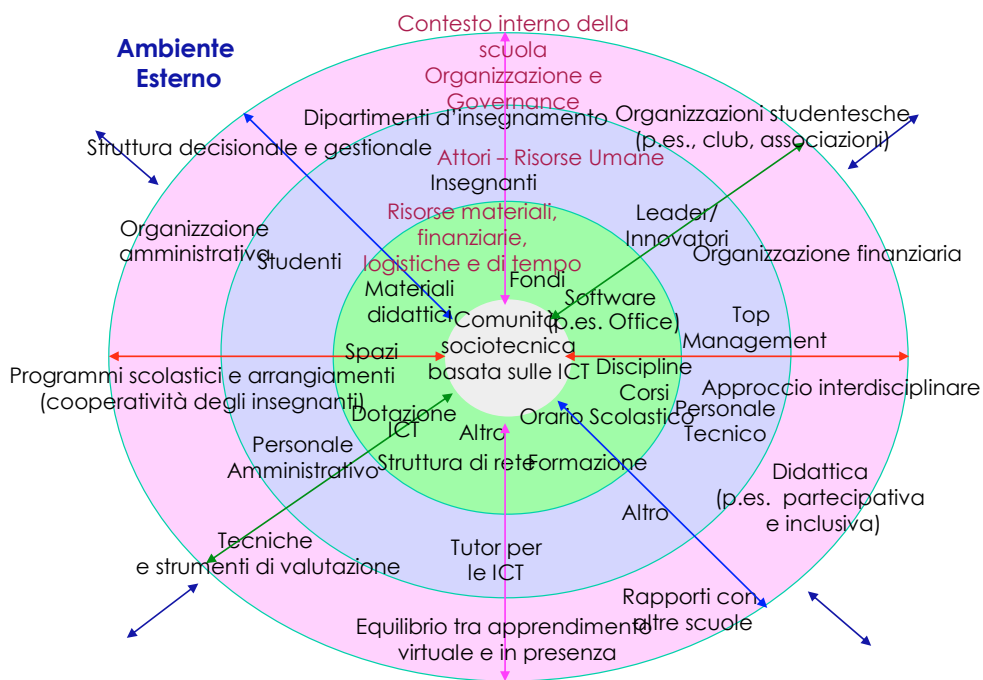 Contesto interno della
scuola
Organizzazione e
Governance
Ambiente
Esterno
Dipartimenti d'insegnamento
Organizzazioni studentesche
(p.es., club, associazioni)
Struttura decisionale e gestionale
Attori – Risorse Umane
Insegnanti
Risorse materiali,
finanziarie,
logistiche e di tempo
Leader/
Innovatori
Organizzaione
amministrativa
Studenti
Organizzazione finanziaria
Fondi
Materiali
didattici
Software
(p.es. Office)
Comunità
sociotecnica
basata sulle ICT
Top
Management
Spazi
Discipline
Corsi
Programmi scolastici e arrangiamenti
(cooperatività degli insegnanti)
Approccio interdisciplinare
Dotazione
ICT
Altro
Orario Scolastico
Personale
Tecnico
Personale
Amministrativo
Struttura di rete
Formazione
Didattica
(p.es. partecipativa
e inclusiva)
Altro
Tecniche
e strumenti di valutazione
Tutor per
le ICT
Rapporti con
altre scuole
Equilibrio tra apprendimento
virtuale e in presenza